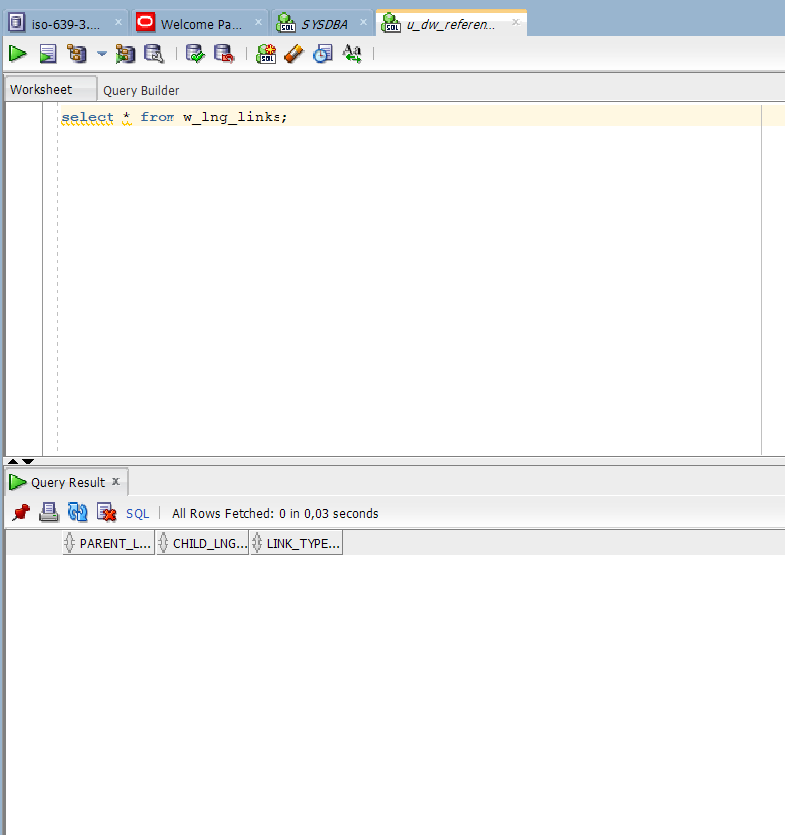 iso-639-3.... Welcome Pa... SYSDBA u_dw_referen...
Worksheet Query Builder
select * from w_lng_links;
Query Result
SQL All Rows Fetched: 0 in 0,03 seconds
PARENT_L... CHILD_LNG... LINK_TYPE...